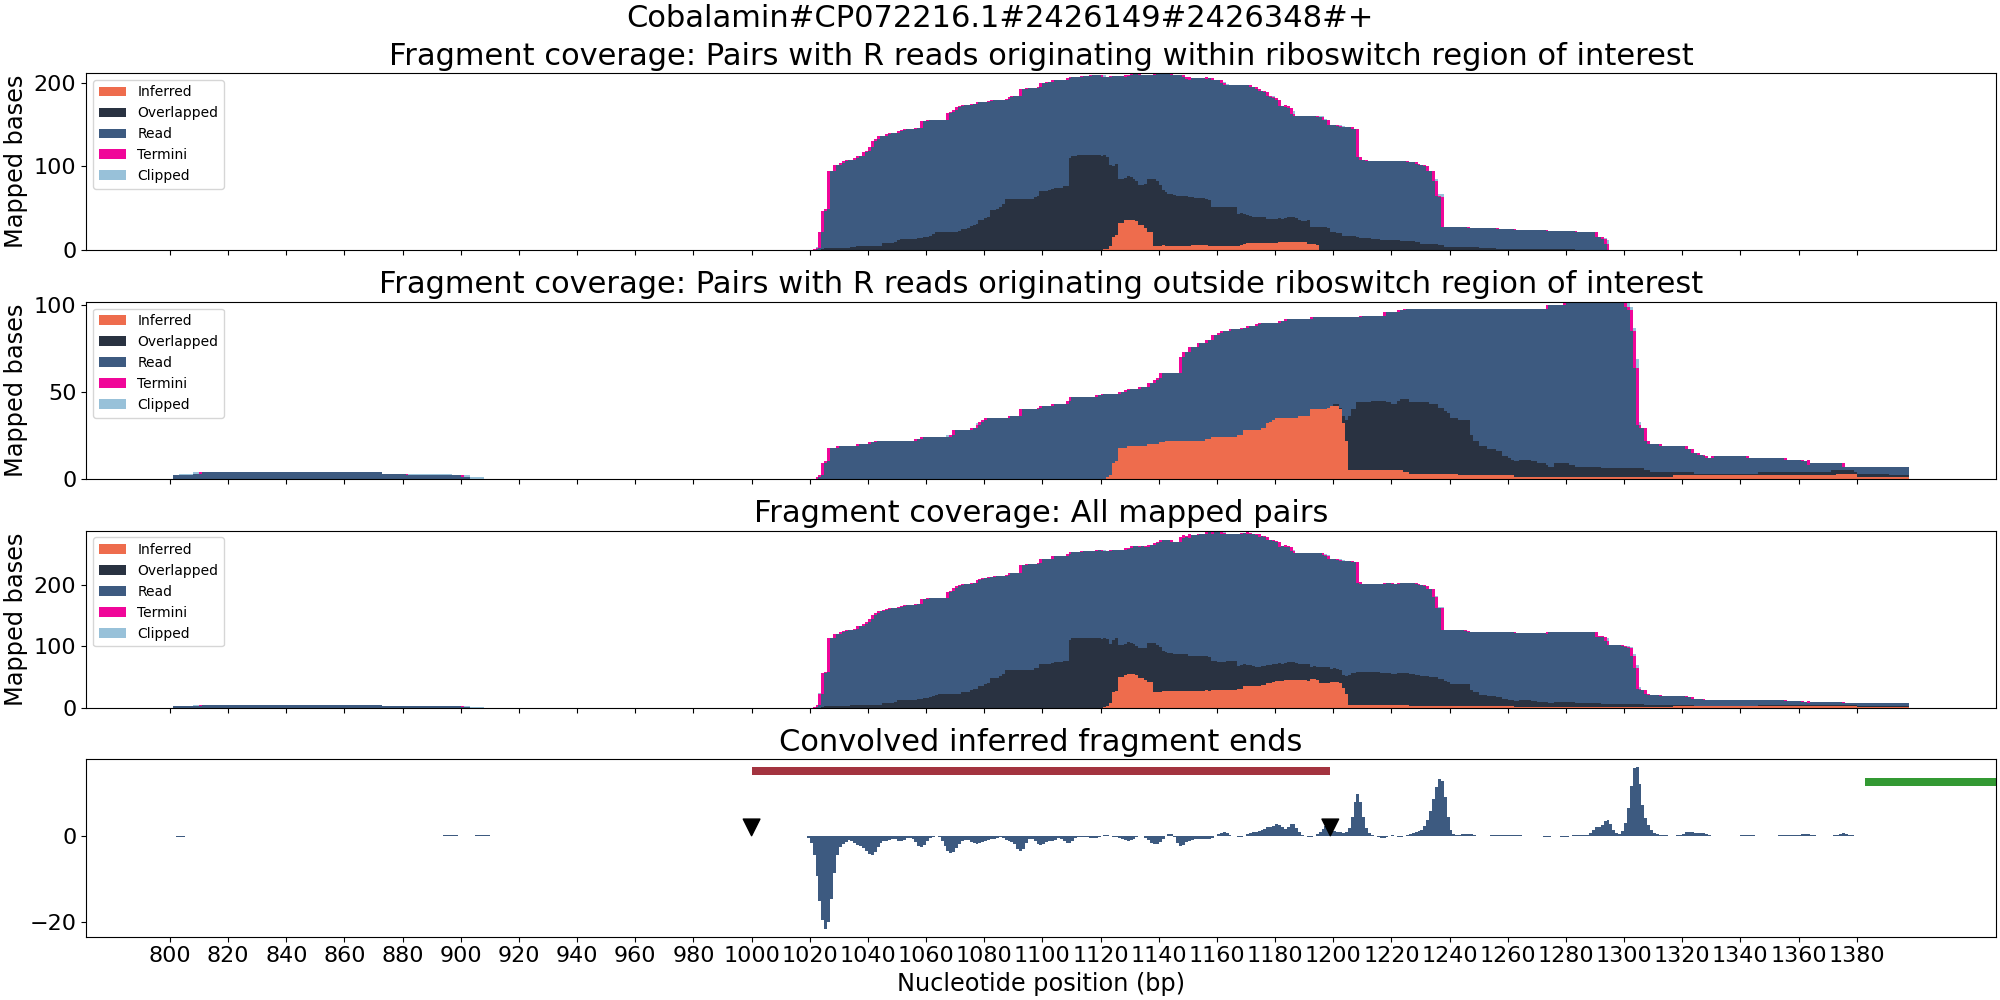 Cobalamin#CP072216.1#2426149#2426348#+
Fragment coverage: Pairs with R reads originating within riboswitch region of interest
Mapped bases
200
100
0
Inferred
Overlapped
Read
Termini
Clipped
Fragment coverage: Pairs with R reads originating outside riboswitch region of interest
Mapped bases
100
50
0
Inferred
Overlapped
Read
Termini
Clipped
Fragment coverage: All mapped pairs
Mapped bases
200
100
0
Inferred
Overlapped
Read
Termini
Clipped
Convolved inferred fragment ends
0
−20
800 820 840 860 880 900 920 940 960 980 1000 1020 1040 1060 1080 1100 1120 1140 1160 1180 1200 1220 1240 1260 1280 1300 1320 1340 1360 1380
Nucleotide position (bp)